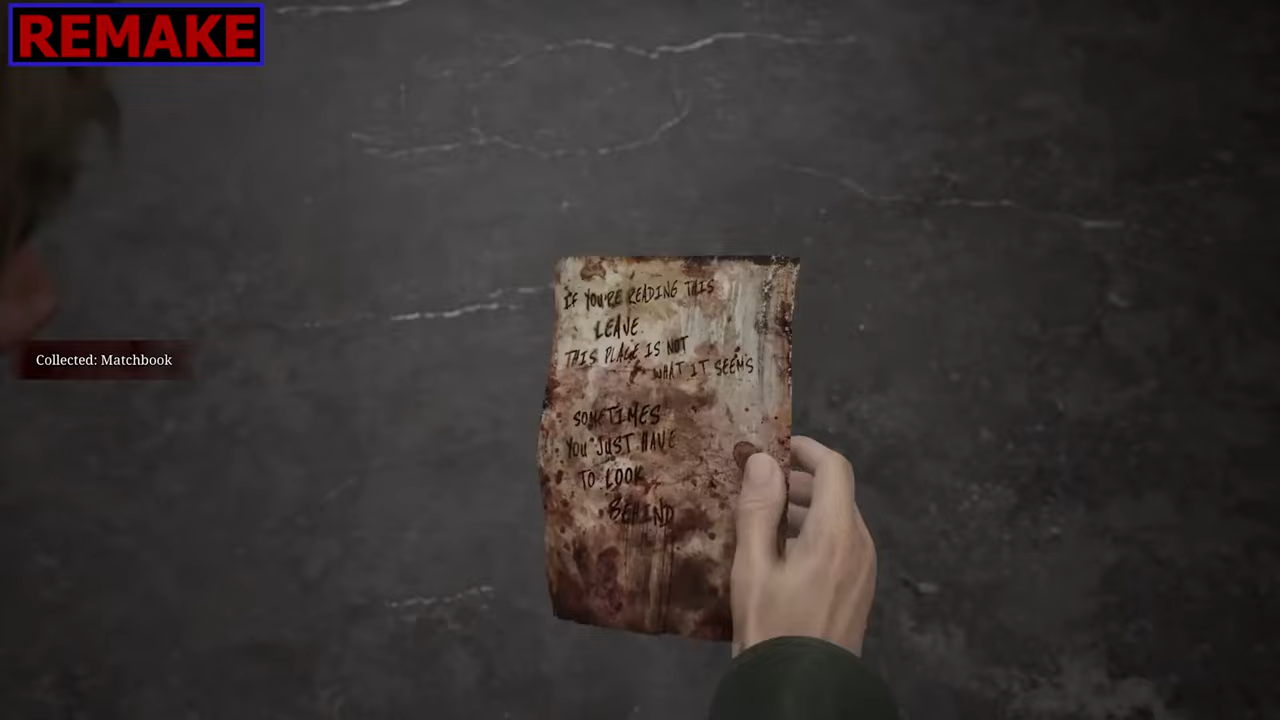 REMAKE
IF YOU'RE READING THIS
LEAVE
THIS PLACE IS NOT
WHAT IT SEEMS
SOMETIMES
YOU JUST HAVE
TO LOOK
BEHIND
Collected: Matchbook